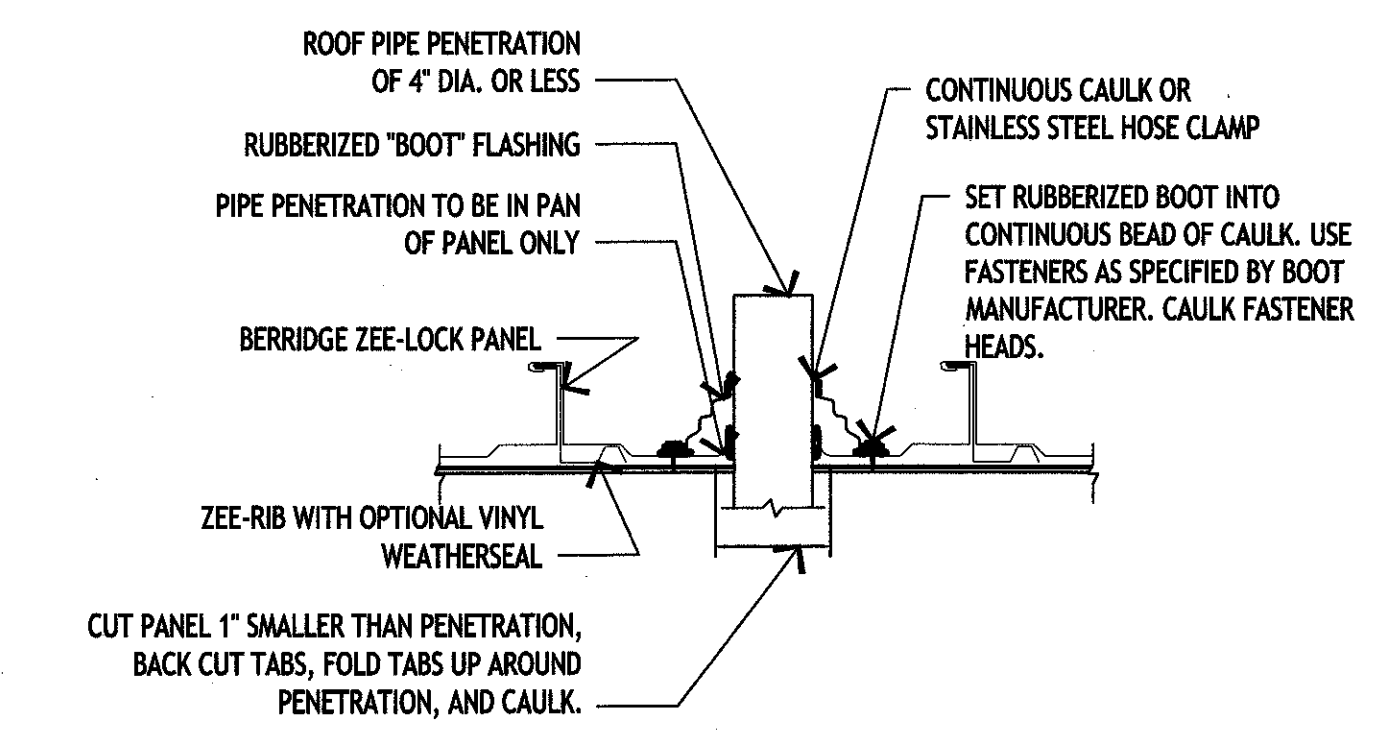 ROOF PIPE PENETRATION
OF 4" DIA. OR LESS
RUBBERIZED "BOOT" FLASHING
PIPE PENETRATION TO BE IN PAN
OF PANEL ONLY
BERRIDGE ZEE-LOCK PANEL
ZEE-RIB WITH OPTIONAL VINYL
WEATHERSEAL
CUT PANEL 1" SMALLER THAN PENETRATION,
BACK CUT TABS, FOLD TABS UP AROUND
PENETRATION, AND CAULK.
CONTINUOUS CAULK OR
STAINLESS STEEL HOSE CLAMP
SET RUBBERIZED BOOT INTO
CONTINUOUS BEAD OF CAULK. USE
FASTENERS AS SPECIFIED BY BOOT
MANUFACTURER. CAULK FASTENER
HEADS.